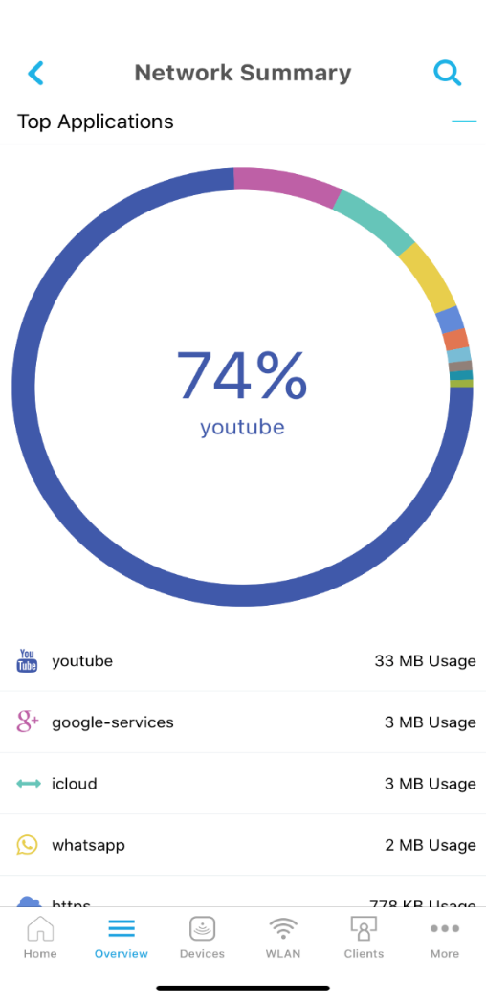 Network Summary
Top Applications
74%
youtube
You
Tube
youtube
33 MB Usage
g+
google-services
3 MB Usage
icloud
3 MB Usage
whatsapp
2 MB Usage
https
778 KB Usage
Home
Overview
Devices
WLAN
Clients
More